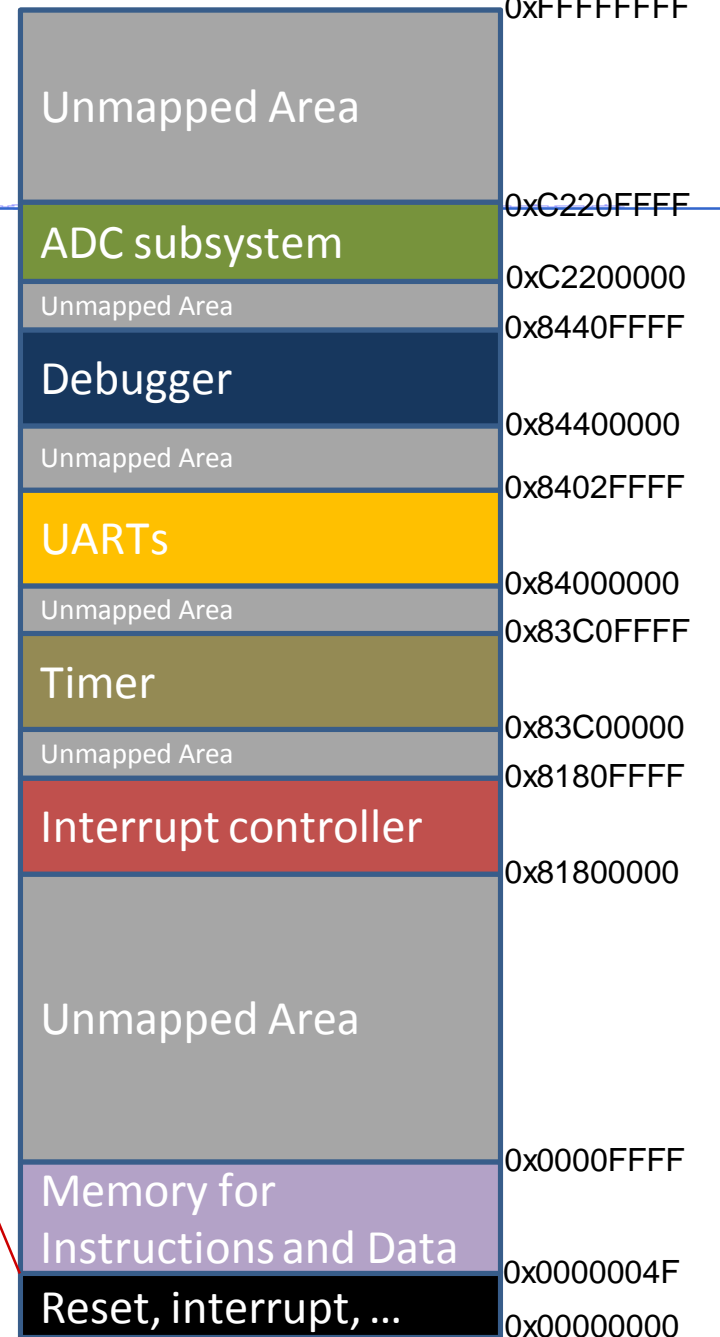 0xFFFFFFFF
Unmapped Area
0xC220FFFF
ADC subsystem
0xC2200000
Unmapped Area
0x8440FFFF
Debugger
0x84400000
Unmapped Area
0x8402FFFF
UARTs
0x84000000
Unmapped Area
0x83C0FFFF
Timer
0x83C00000
Unmapped Area
0x8180FFFF
Interrupt controller
0x81800000
Unmapped Area
0x0000FFFF
Memory for
Instructions and Data
0x0000004F
Reset, interrupt, ...
0x00000000